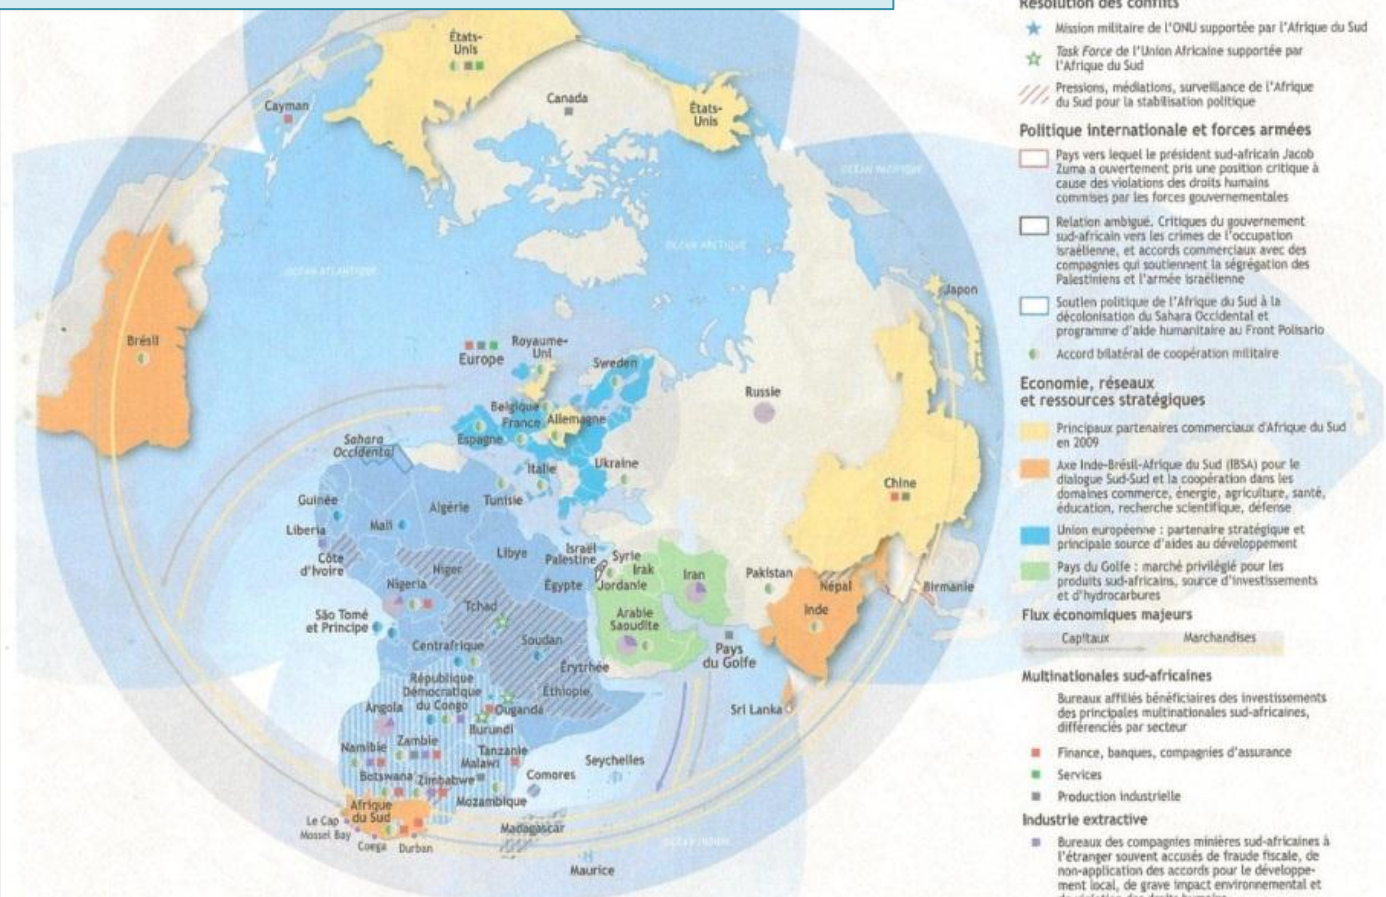 Résolution des conflits
Mission militaire de l'ONU supportée par l'Afrique du Sud
Task Force de l'Union Africaine supportée par
l'Afrique du Sud
Pressions, médiations, surveillance de l'Afrique
du Sud pour la stabilisation politique
Politique internationale et forces armées
Pays vers lequel le président sud-africain Jacob
Zuma a ouvertement pris une position critique à
cause des violations des droits humains
commises par les forces gouvernementales
Relation ambiguë. Critiques du gouvernement
sud-africain vers les crimes de l'occupation
israélienne, et accords commerciaux avec des
compagnies qui soutiennent la ségrégation des
Palestiniens et l'armée israélienne
Soutien politique de l'Afrique du Sud à la
décolonisation du Sahara Occidental et
programme d'aide humanitaire au Front Polisario
Accord bilatéral de coopération militaire
Economie, réseaux
et ressources stratégiques
Principaux partenaires commerciaux d'Afrique du Sud
en 2009
Axe Inde-Brésil-Afrique du Sud (IBSA) pour le
dialogue Sud-Sud et la coopération dans les
domaines commerce, énergie, agriculture, santé,
éducation, recherche scientifique, défense
Union européenne : partenaire stratégique et
principale source d'aides au développement
Pays du Golfe : marché privilégié pour les
produits sud-africains, source d'investissements
et d'hydrocarbures
Flux économiques majeurs
Capitaux
Marchandises
Multinationales sud-africaines
Bureaux affiliés bénéficiaires des investissements
des principales multinationales sud-africaines,
différenciés par secteur
Finance, banques, compagnies d'assurance
Services
Production industrielle
Industrie extractive
Bureaux des compagnies minières sud-africaines à
l'étranger souvent accusés de fraude fiscale, de
non-application des accords pour le développe-
ment local, de grave impact environnemental et
de violation des droits humains
États-
Unis
Cayman
Canada
États-
Unis
OCÉAN PACIFIQUE
OCÉAN ARCTIQUE
OCÉAN ATLANTIQUE
Japon
Brésil
Royaume-
Uni
Europe
Sweden
Russie
Belgique
France
Allemagne
Espagne
Sahara
Occidental
Italie
Ukraine
Chine
Guinée
Algérie
Tunisie
Liberia
Mali
Côte
d'Ivoire
Libye
Israël
Palestine
Syrie
Irak
Jordanie
Iran
Pakistan
Népal
Birmanie
Niger
Égypte
Nigeria
Tchad
Arabie
Saoudite
Inde
São Tomé
et Principe
Centrafrique
Soudan
Pays
du Golfe
Érytrhée
Éthiopie
République
Démocratique
du Congo
Angola
Ouganda
Burundi
Sri Lanka
Namibie
Zambie
Tanzanie
Malawi
Seychelles
Botswana
Zimbabwe
Comores
Mozambique
Afrique
du Sud
Le Cap
Mossel Bay
Coega
Durban
Madagascar
OCÉAN INDIEN
Maurice